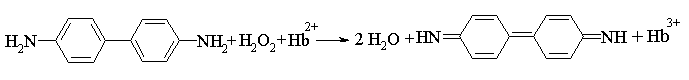 H₂N NH₂ + H₂O₂ + Hb²⁺ ⟶ 2 H₂O + HN NH + Hb³⁺